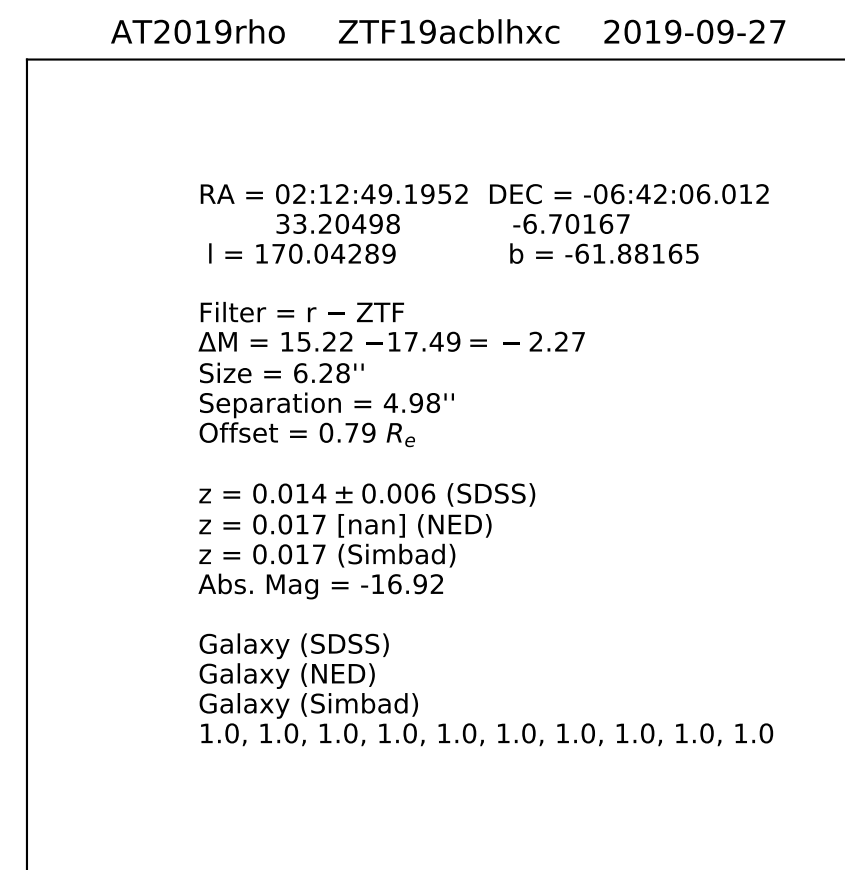 AT2019rho ZTF19acblhxc 2019-09-27
RA = 02:12:49.1952 DEC = -06:42:06.012
33.20498 -6.70167
l = 170.04289 b = -61.88165
Filter = r − ZTF
ΔM = 15.22 −17.49 = − 2.27
Size = 6.28''
Separation = 4.98''
Offset = 0.79 Re
z = 0.014 ± 0.006 (SDSS)
z = 0.017 [nan] (NED)
z = 0.017 (Simbad)
Abs. Mag = -16.92
Galaxy (SDSS)
Galaxy (NED)
Galaxy (Simbad)
1.0, 1.0, 1.0, 1.0, 1.0, 1.0, 1.0, 1.0, 1.0, 1.0